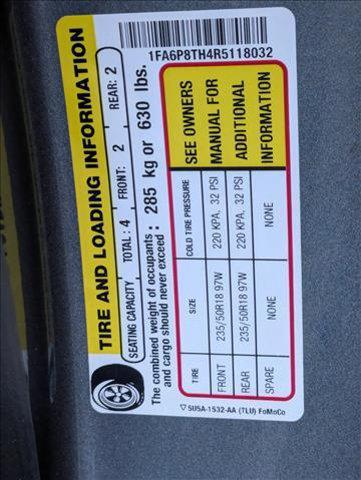 1FA6P8TH4R5118032
TIRE AND LOADING INFORMATION
SEATING CAPACITY TOTAL: 4 FRONT: 2 REAR: 2
The combined weight of occupants
and cargo should never exceed : 285 kg or 630 lbs.
TIRE SIZE COLD TIRE PRESSURE
FRONT 235/50R18 97W 220 KPA, 32 PSI
REAR 235/50R18 97W 220 KPA, 32 PSI
SPARE NONE NONE
SEE OWNERS
MANUAL FOR
ADDITIONAL
INFORMATION
▽ 5U5A-1532-AA (TLU) FoMoCo